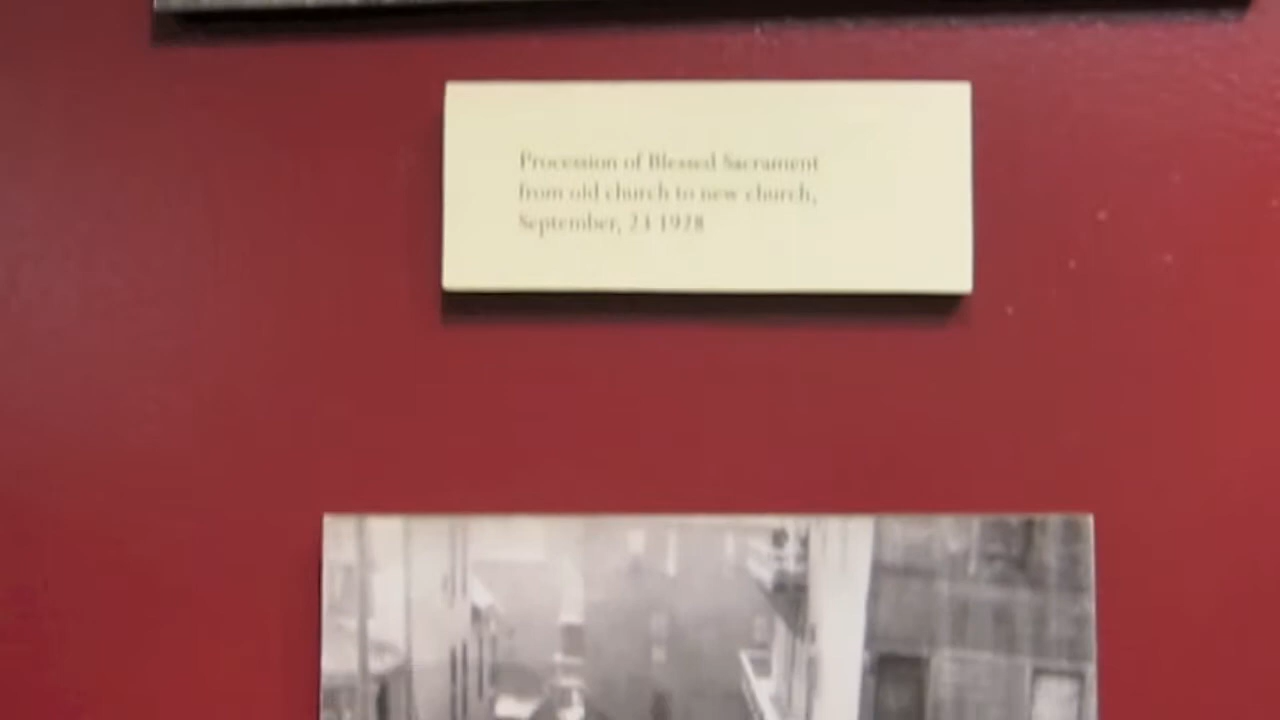 Procession of Blessed Sacrament
from old church to new church,
September, 23 1928